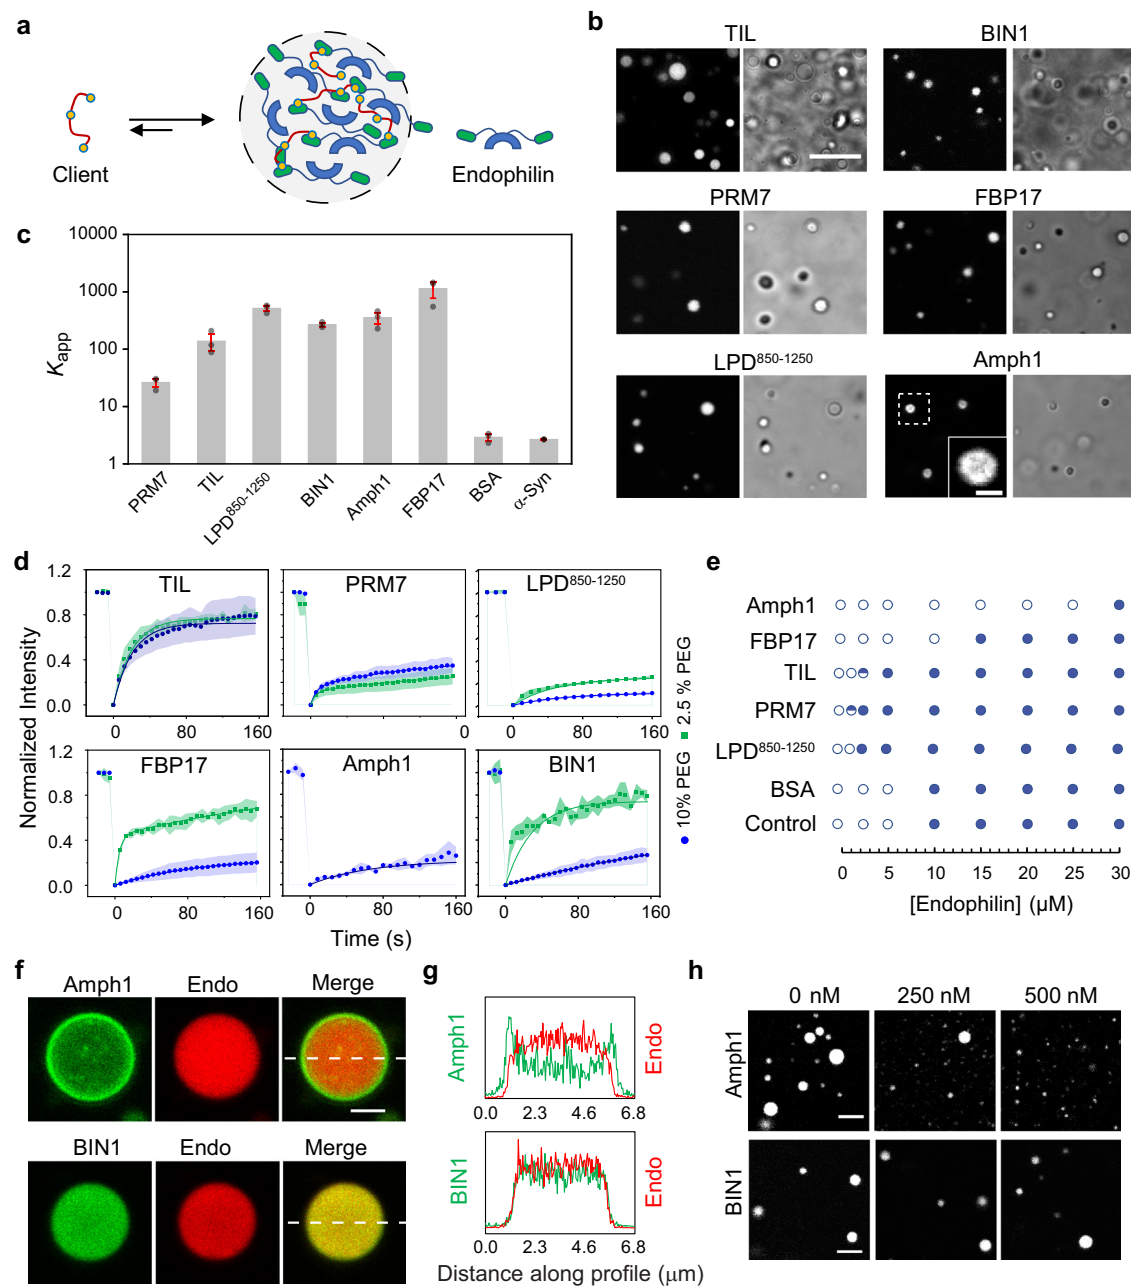 a
Client
Endophilin
b
TIL
BIN1
PRM7
FBP17
LPD850-1250
Amph1
c
Kapp
10000
1000
100
10
1
PRM7
TIL
LPD850-1250
BIN1
Amph1
FBP17
BSA
α-Syn
d
Normalized Intensity
1.2
0.8
0.4
0.0
TIL
PRM7
LPD850-1250
0 160
0
0 160
1.2
0.8
0.4
0.0
FBP17
Amph1
BIN1
0 160
0 160
0 160
Time (s)
10% PEG
2.5 % PEG
e
Amph1
FBP17
TIL
PRM7
LPD850-1250
BSA
Control
0 5 10 15 20 25 30
[Endophilin] (μM)
f
Amph1 Endo Merge
BIN1 Endo Merge
g
Amph1
Endo
0.0 2.3 4.6 6.8
BIN1
Endo
0.0 2.3 4.6 6.8
Distance along profile (μm)
h
0 nM 250 nM 500 nM
Amph1
BIN1